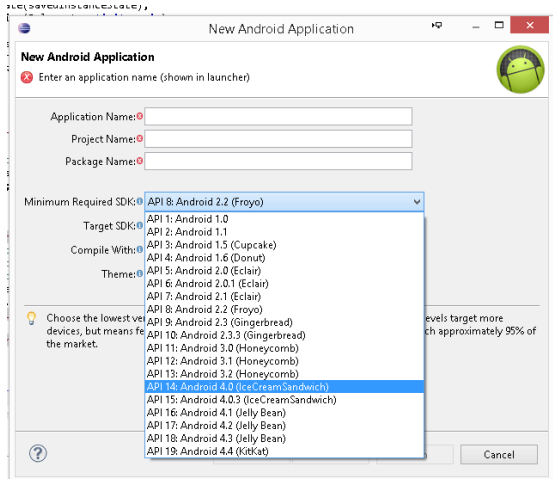 ate(savedInstanceState);
New Android Application
New Android Application
Enter an application name (shown in launcher)
Application Name:
Project Name:
Package Name:
Minimum Required SDK: API 8: Android 2.2 (Froyo)
Target SDK:
Compile With:
Theme:
API 1: Android 1.0
API 2: Android 1.1
API 3: Android 1.5 (Cupcake)
API 4: Android 1.6 (Donut)
API 5: Android 2.0 (Eclair)
API 6: Android 2.0.1 (Eclair)
API 7: Android 2.1 (Eclair)
API 8: Android 2.2 (Froyo)
API 9: Android 2.3 (Gingerbread)
API 10: Android 2.3.3 (Gingerbread)
API 11: Android 3.0 (Honeycomb)
API 12: Android 3.1 (Honeycomb)
API 13: Android 3.2 (Honeycomb)
API 14: Android 4.0 (IceCreamSandwich)
API 15: Android 4.0.3 (IceCreamSandwich)
API 16: Android 4.1 (Jelly Bean)
API 17: Android 4.2 (Jelly Bean)
API 18: Android 4.3 (Jelly Bean)
API 19: Android 4.4 (KitKat)
Choose the lowest ve evels target more
devices, but means fe ch approximately 95% of
the market.
Cancel